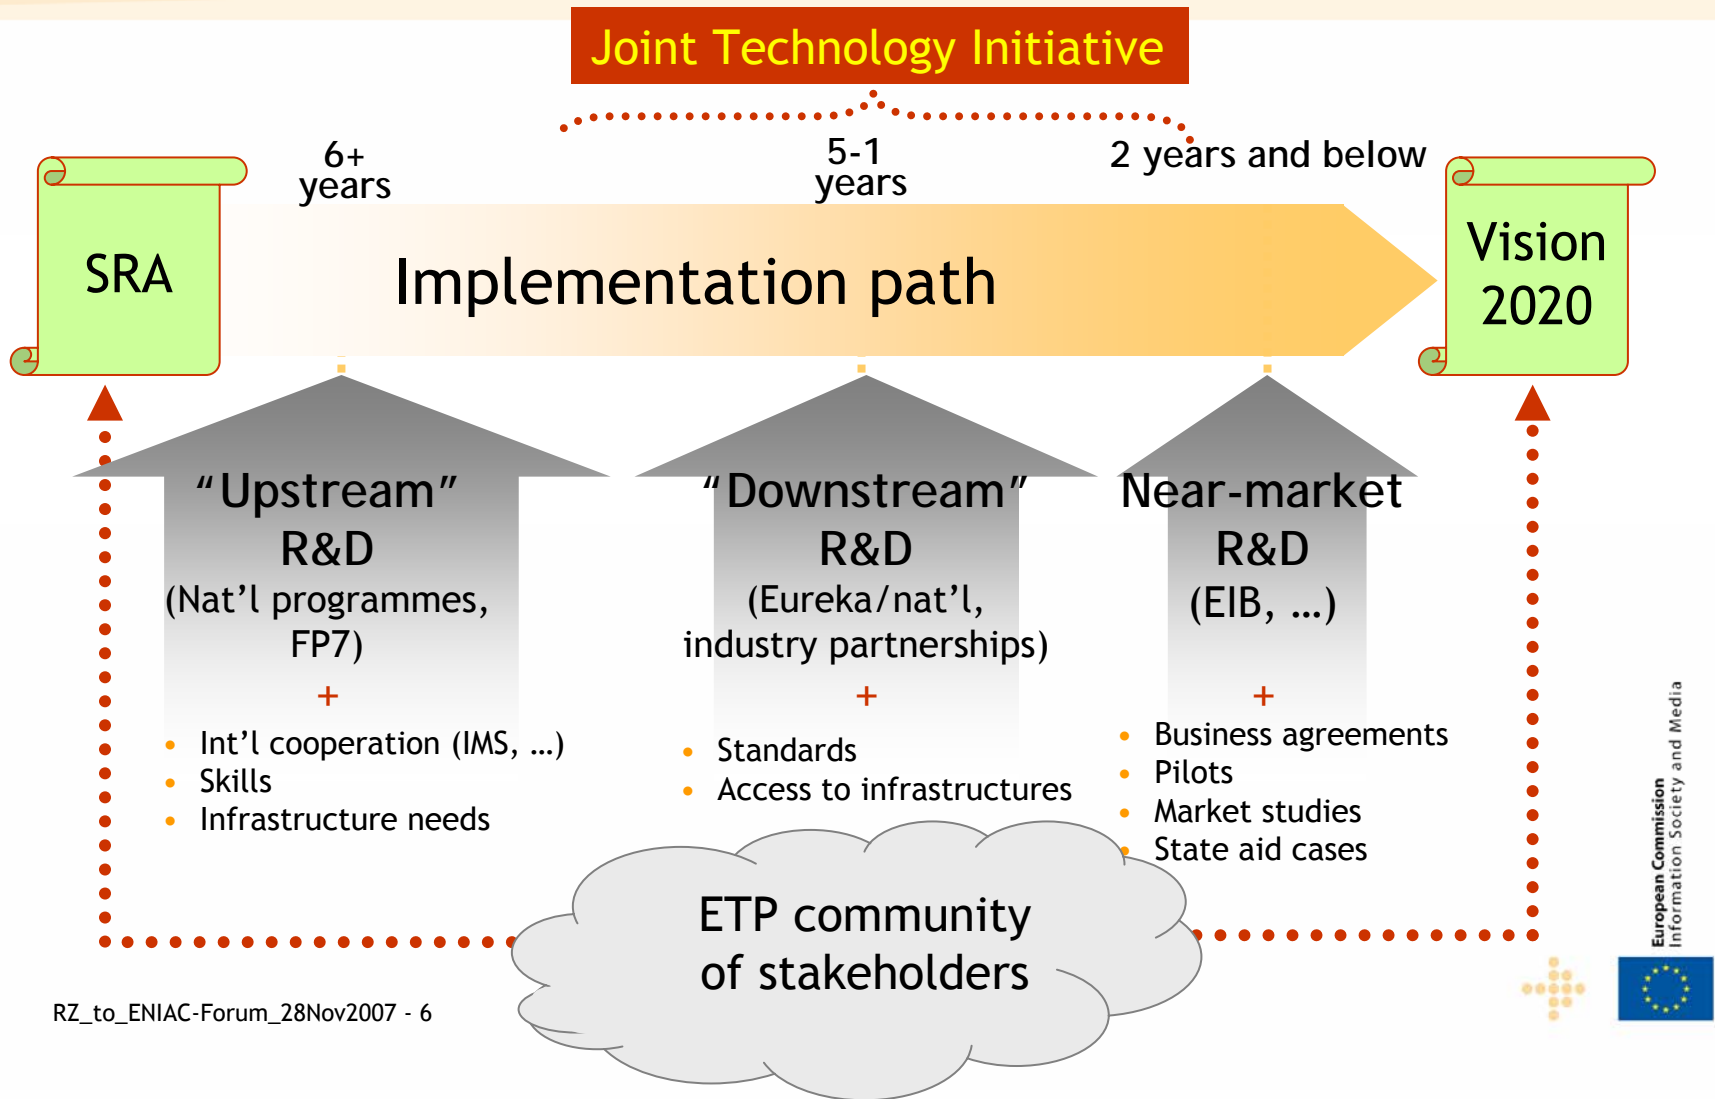 Joint Technology Initiative
6+
years
5-1
years
2 years and below
SRA
Implementation path
Vision
2020
“Upstream”
R&D
(Nat’l programmes,
FP7)
+
• Int’l cooperation (IMS, …)
• Skills
• Infrastructure needs
“Downstream”
R&D
(Eureka/nat’l,
industry partnerships)
+
• Standards
• Access to infrastructures
Near-market
R&D
(EIB, …)
+
• Business agreements
• Pilots
• Market studies
• State aid cases
ETP community
of stakeholders
European Commission
Information Society and Media
RZ_to_ENIAC-Forum_28Nov2007 - 6